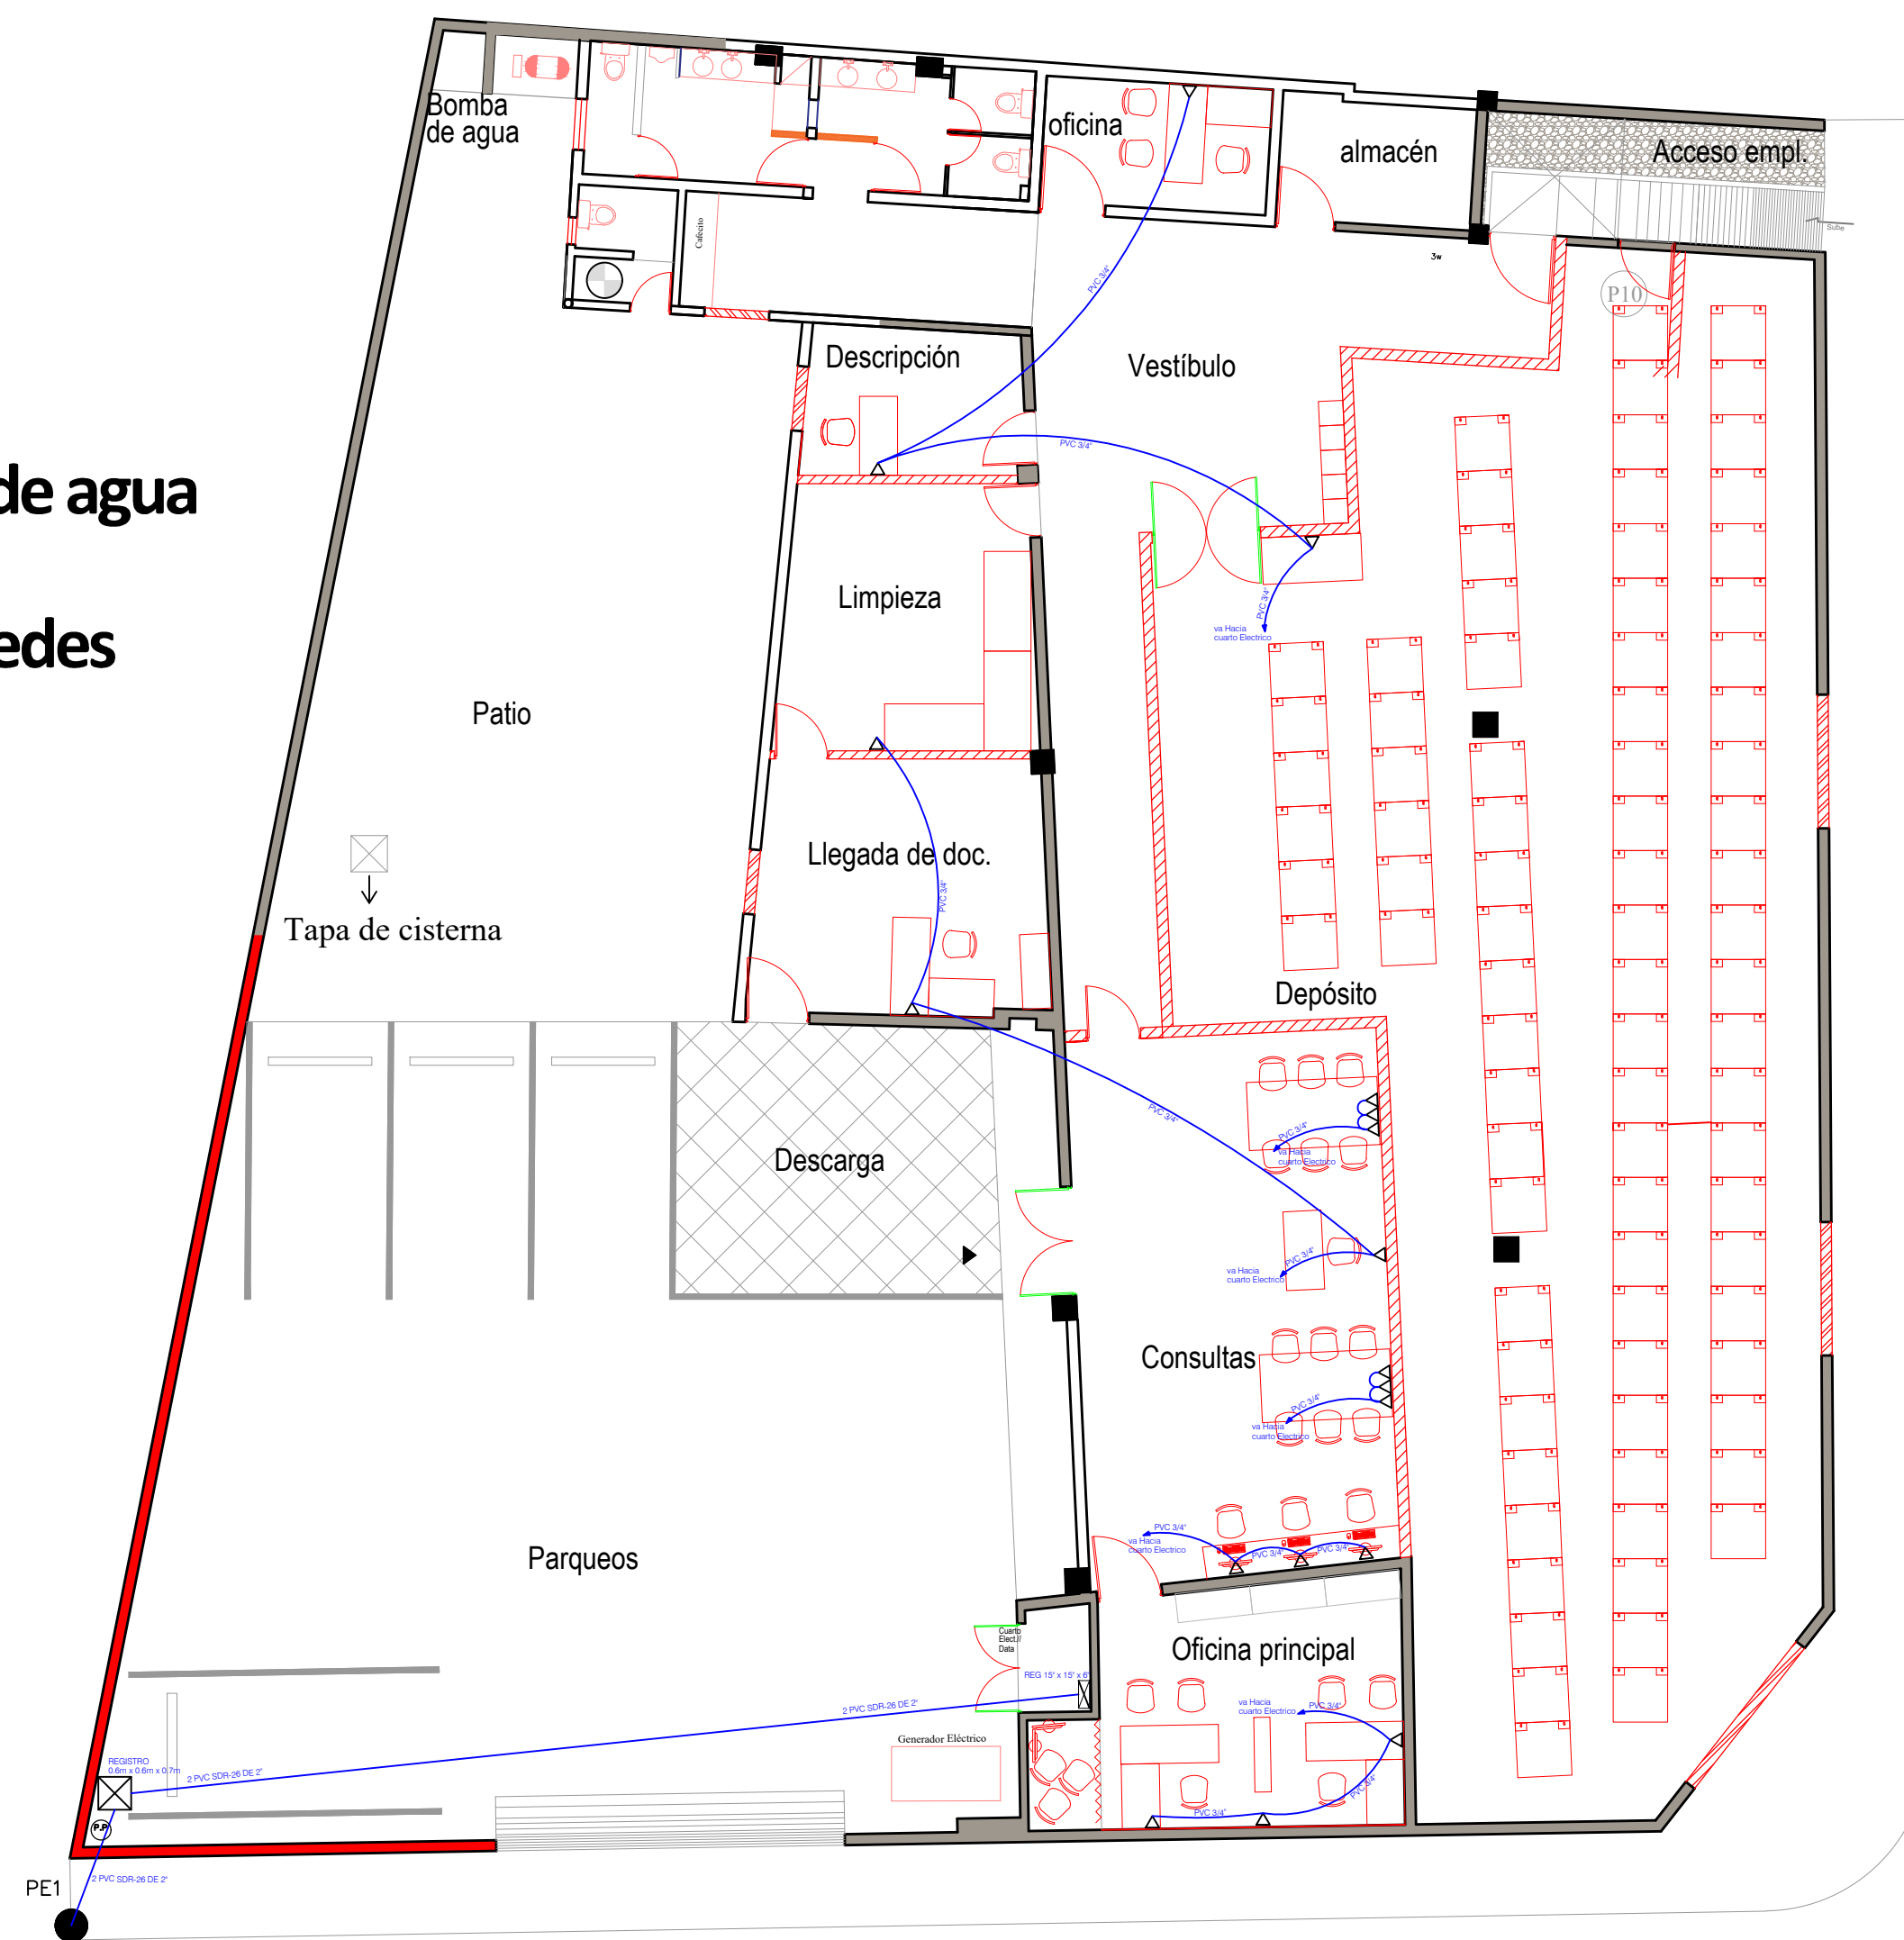 Bomba
de agua
oficina
almacén
Acceso empl.
Sube
Cafecito
3w
P10
PVC 3/4"
Descripción
Vestíbulo
PVC 3/4"
de agua
Limpieza
PVC 3/4"
va Hacia
cuarto Electrico
edes
Patio
Llegada de doc.
PVC 3/4"
Tapa de cisterna
Depósito
PVC 3/4"
PVC 3/4"
va Hacia
cuarto Electrico
Descarga
PVC 3/4"
va Hacia
cuarto Electrico
Consultas
PVC 3/4"
va Hacia
cuarto Electrico
PVC 3/4"
va Hacia
cuarto Electrico
PVC 3/4"
PVC 3/4"
Parqueos
Cuarto
Elect.//
Data
Oficina principal
REG 15" x 15" x 6"
va Hacia
cuarto Electrico
PVC 3/4"
2 PVC SDR-26 DE 2"
Generador Eléctrico
REGISTRO
0.6m x 0.6m x 0.7m
2 PVC SDR-26 DE 2"
PVC 3/4"
PVC 3/4"
P.P
2 PVC SDR-26 DE 2"
PE1